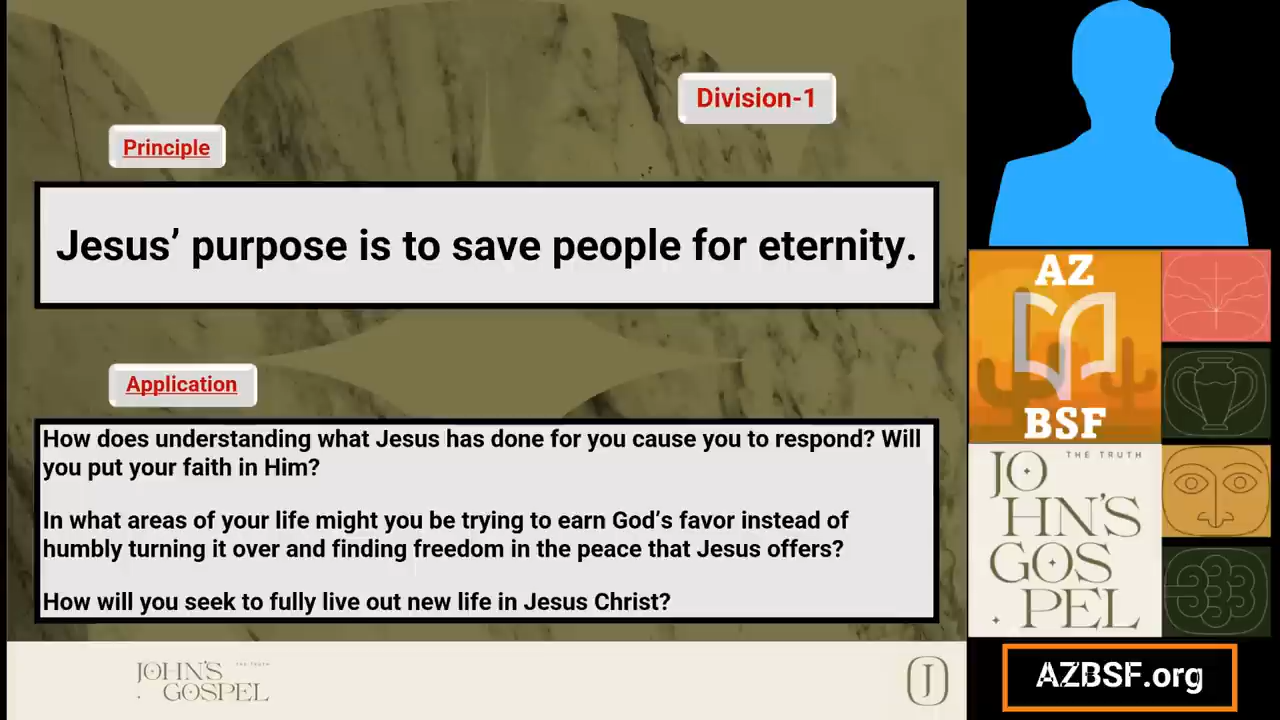 Division-1
Principle
Jesus’ purpose is to save people for eternity.
Application
How does understanding what Jesus has done for you cause you to respond? Will
you put your faith in Him?
In what areas of your life might you be trying to earn God’s favor instead of
humbly turning it over and finding freedom in the peace that Jesus offers?
How will you seek to fully live out new life in Jesus Christ?
JOHN'S THE TRUTH
GOSPEL
J
AZ
BSF
THE TRUTH
JO
HN'S
GOS
PEL
AZBSF.org